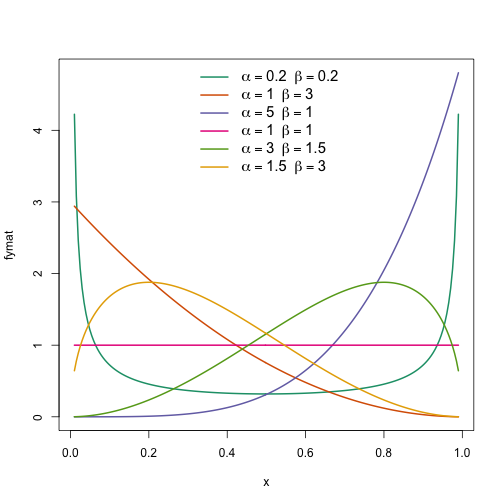 α = 0.2 β = 0.2
α = 1 β = 3
α = 5 β = 1
α = 1 β = 1
α = 3 β = 1.5
α = 1.5 β = 3
fymat
4
3
2
1
0
0.0 0.2 0.4 0.6 0.8 1.0
x